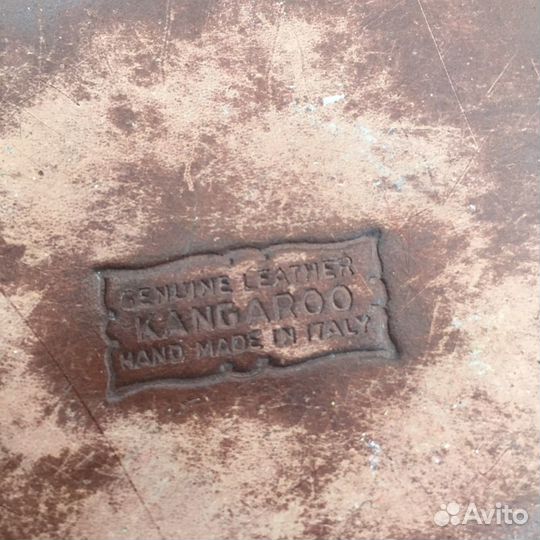 GENUINE LEATHER
KANGAROO
HAND MADE IN ITALY
Avito